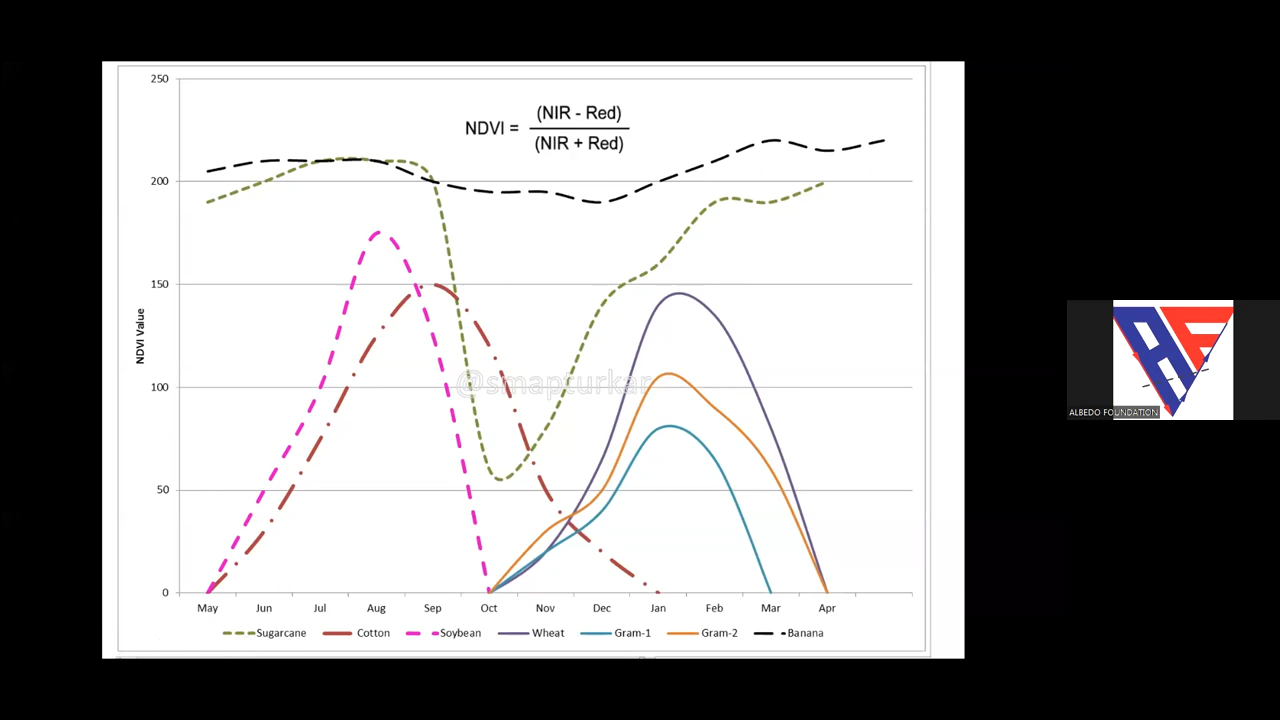 250
200
150
100
50
0
NDVI Value
NDVI = (NIR - Red)
(NIR + Red)
@smapturkar
May Jun Jul Aug Sep Oct Nov Dec Jan Feb Mar Apr
Sugarcane Cotton Soybean Wheat Gram-1 Gram-2 Banana
ALBEDO FOUNDATION